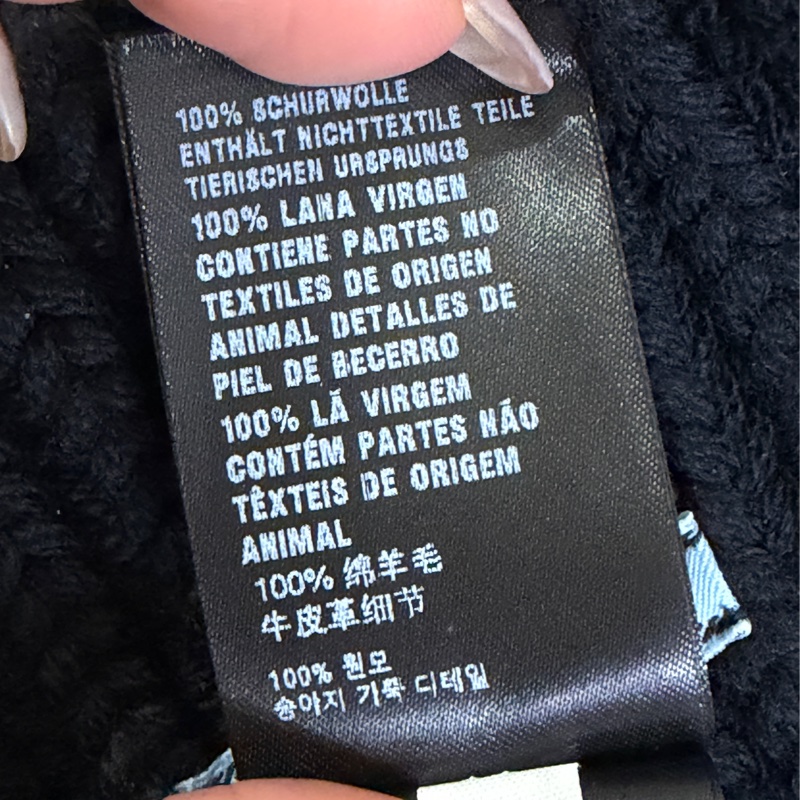 100% SCHURWOLLE
ENTHÄLT NICHTTEXTILE TEILE
TIERISCHEN URSPRUNGS
100% LANA VIRGEN
CONTIENE PARTES NO
TEXTILES DE ORIGEN
ANIMAL DETALLES DE
PIEL DE BECERRO
100% LÃ VIRGEM
CONTÉM PARTES NÃO
TÊXTEIS DE ORIGEM
ANIMAL
100% 绵羊毛
牛皮革细节
100% 원모
송아지 가죽 디테일